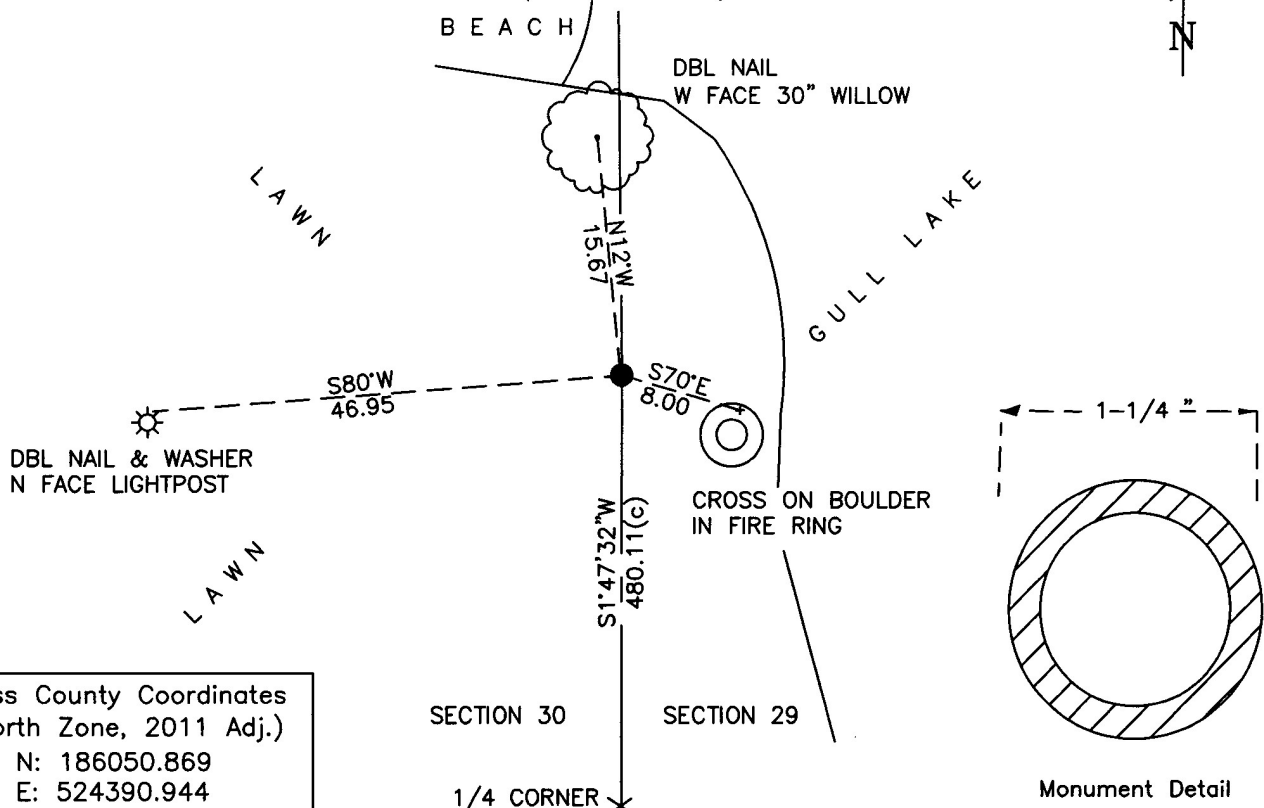 BEACH
N
DBL NAIL
W FACE 30" WILLOW
LAWN
GULL LAKE
N12°W
15.67
S80°W
46.95
S70°E
8.00
1-1/4 "
DBL NAIL & WASHER
N FACE LIGHTPOST
CROSS ON BOULDER
IN FIRE RING
S1°47'32"W
480.11(c)
LAWN
ss County Coordinates
orth Zone, 2011 Adj.)
N: 186050.869
E: 524390.944
SECTION 30
SECTION 29
1/4 CORNER
Monument Detail